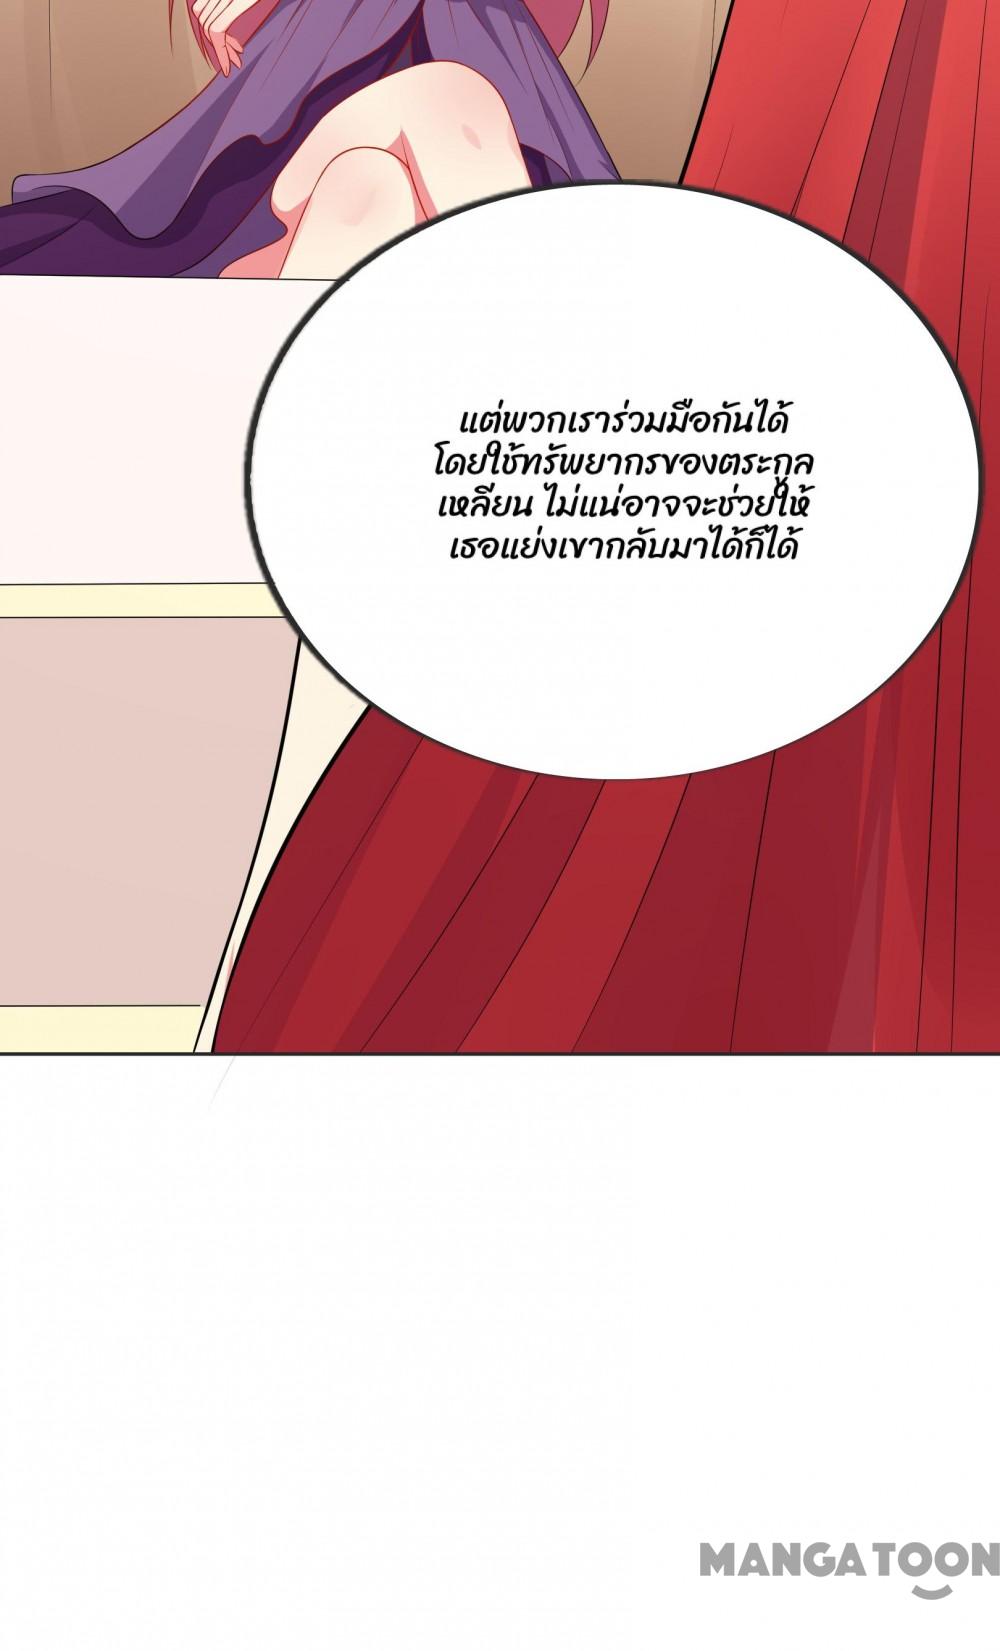 แต่พวกเราร่วมมือกันได้
โดยใช้ทรัพยากรของตระกูล
เหลียน ไม่แน่อาจจะช่วยให้
เธอแย่งเขากลับมาได้ก็ได้
MANGATOON